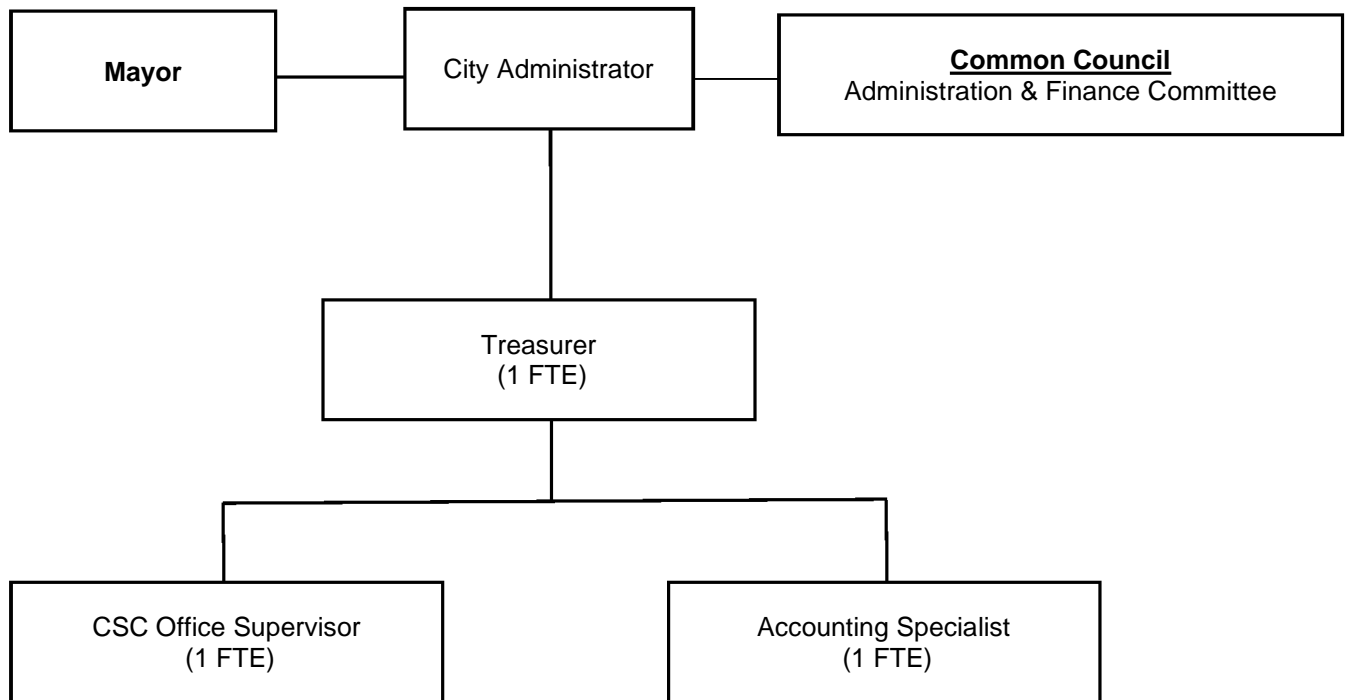 Mayor
City Administrator
Common Council
Administration & Finance Committee
Treasurer
(1 FTE)
CSC Office Supervisor
(1 FTE)
Accounting Specialist
(1 FTE)